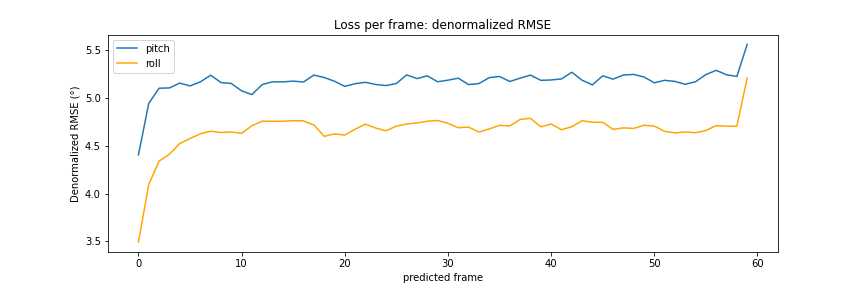 Loss per frame: denormalized RMSE
pitch
roll
Denormalized RMSE (°)
5.5
5.0
4.5
4.0
3.5
0 10 20 30 40 50 60
predicted frame